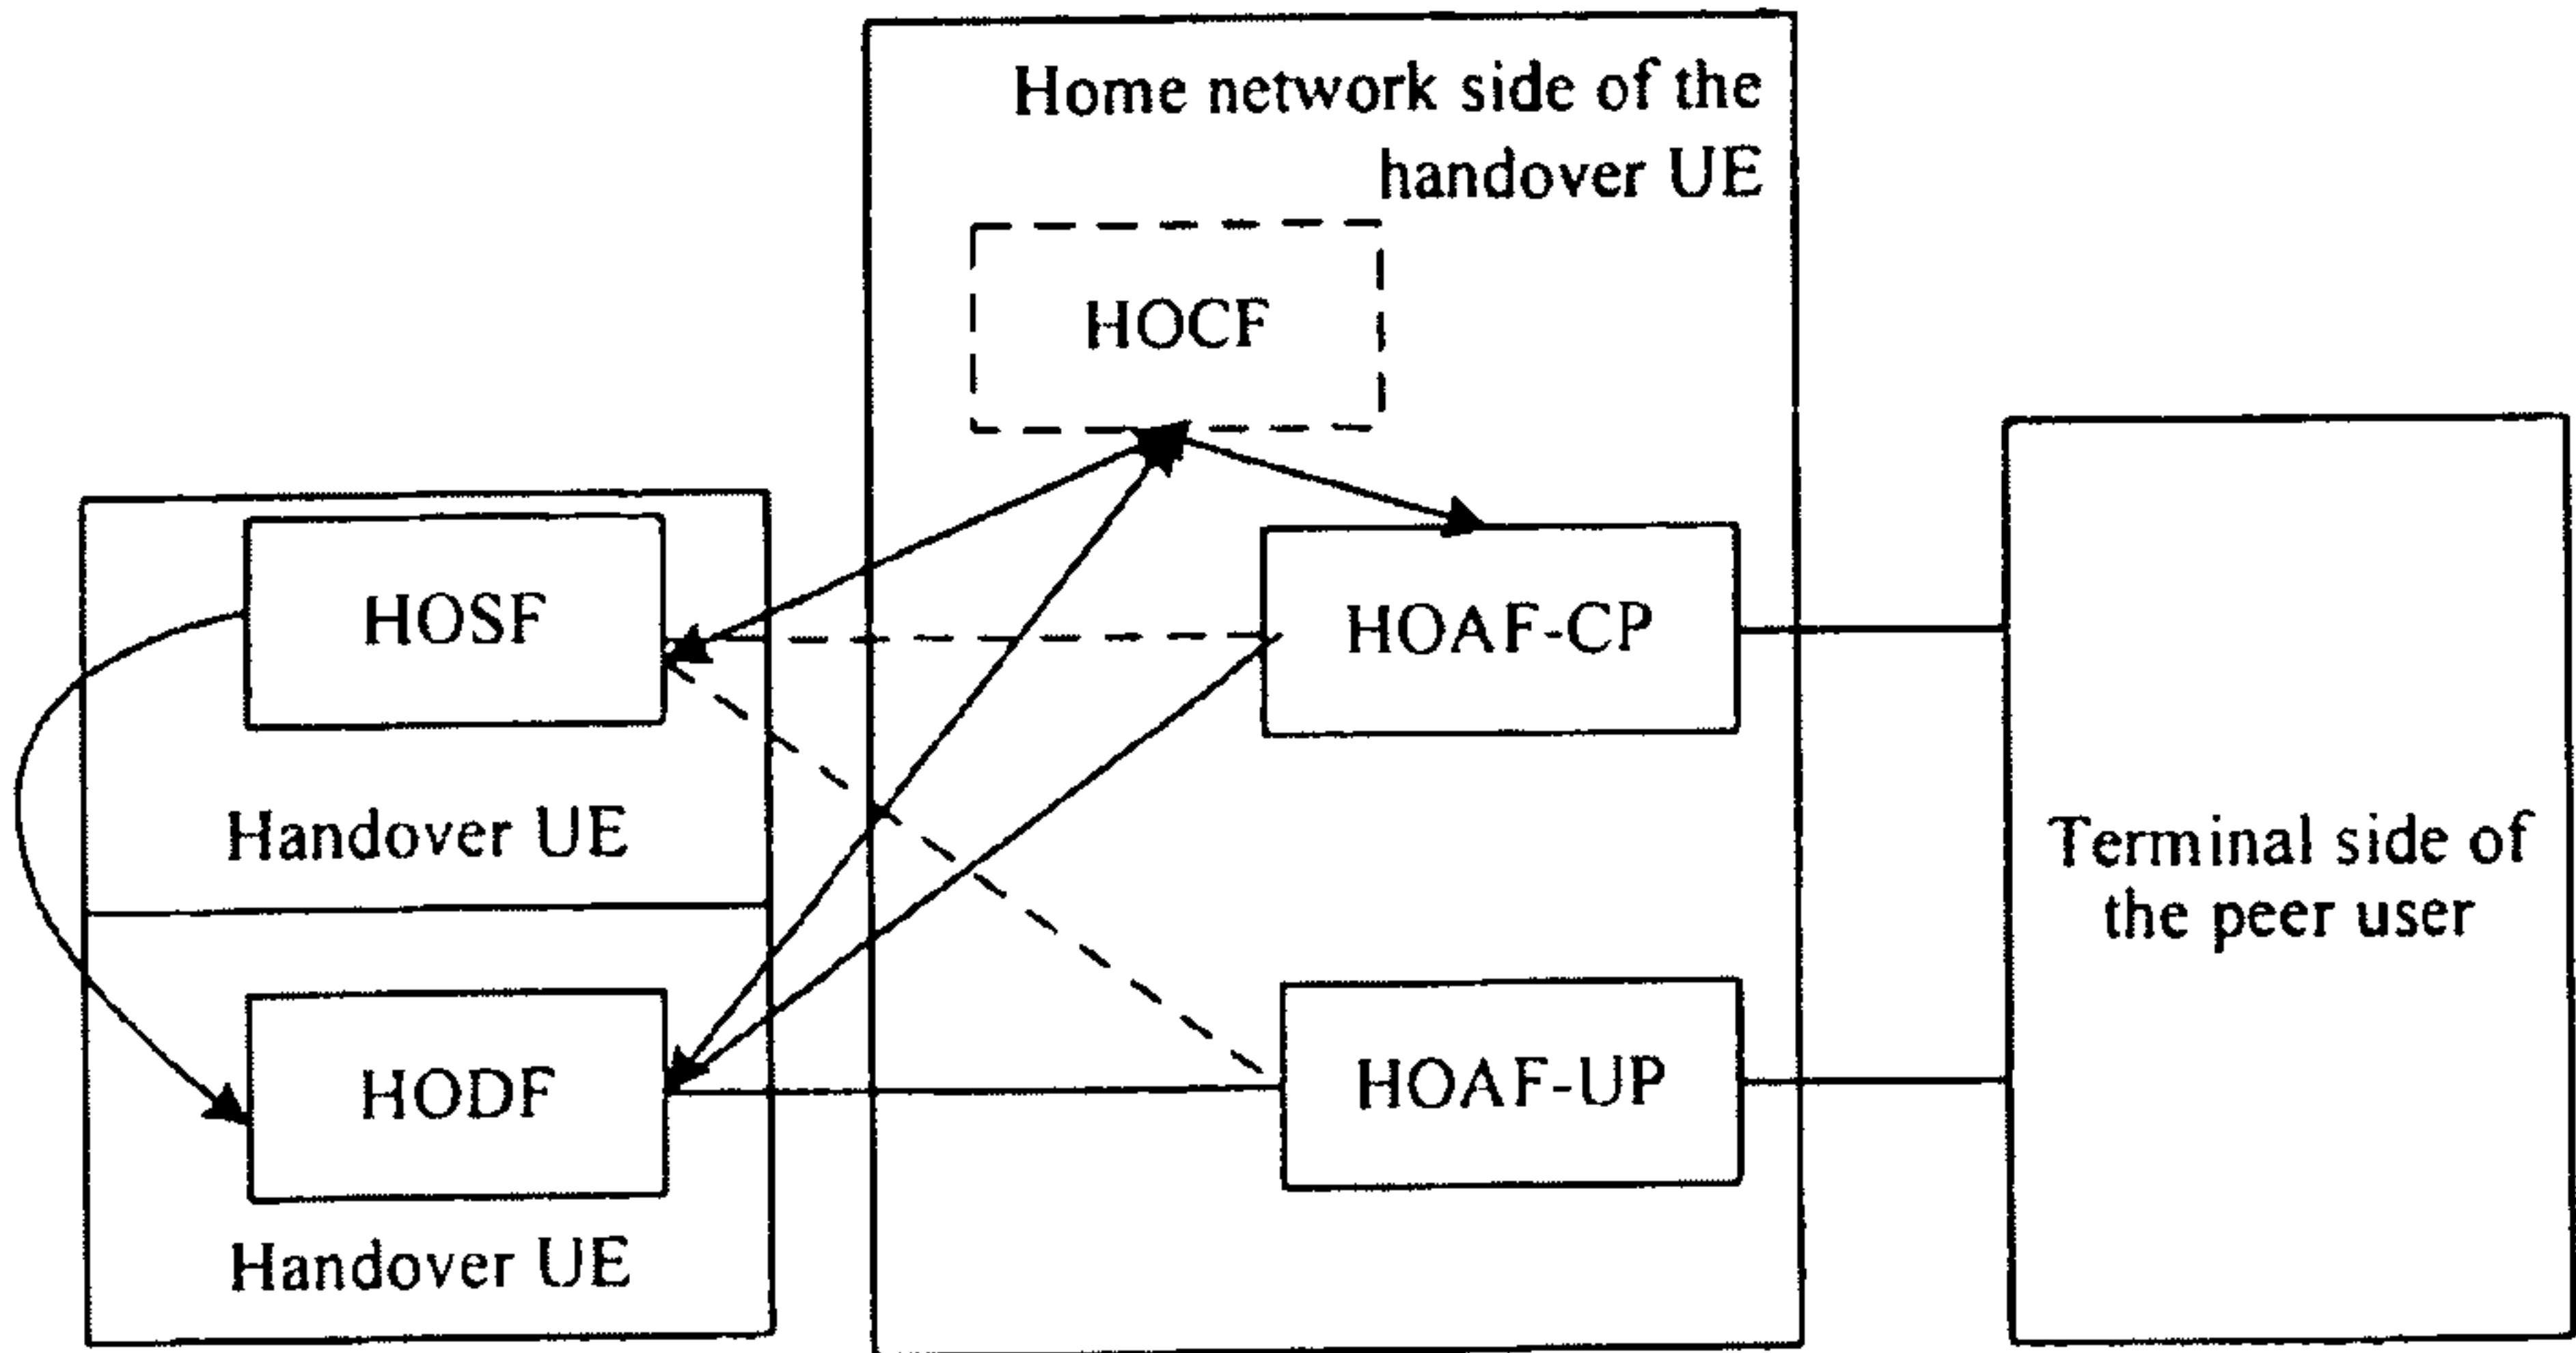 Home network side of the
handover UE
HOCF
HOSF
HOAF-CP
Handover UE
Terminal side of
the peer user
HODF
HOAF-UP
Handover UE